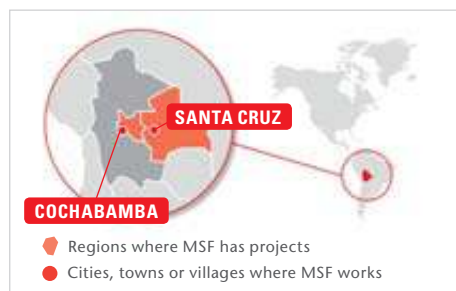 SANTA CRUZ
COCHABAMBA
Regions where MSF has projects
Cities, towns or villages where MSF works